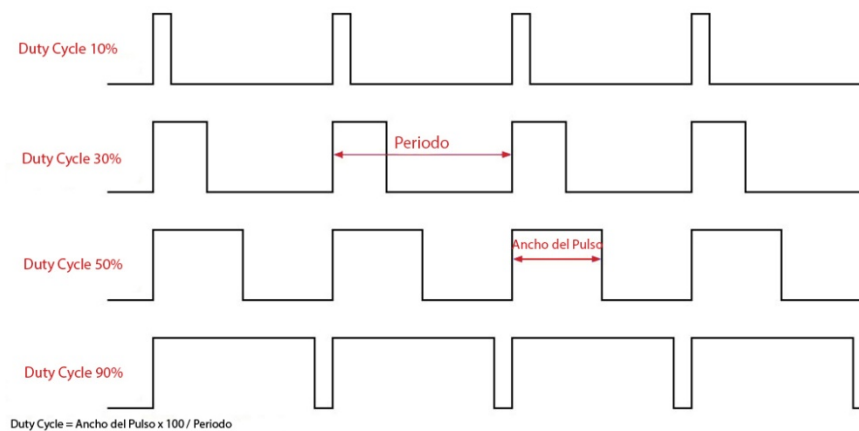 Duty Cycle 10%
Duty Cycle 30%
Periodo
Duty Cycle 50%
Ancho del Pulso
Duty Cycle 90%
Duty Cycle = Ancho del Pulso x 100 / Periodo